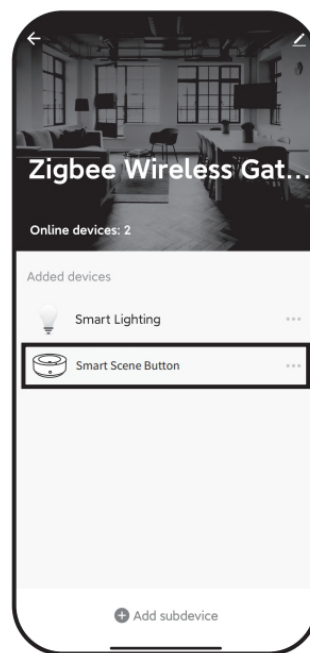 Zigbee Wireless Gat...
Online devices: 2
Added devices
Smart Lighting
Smart Scene Button
Add subdevice